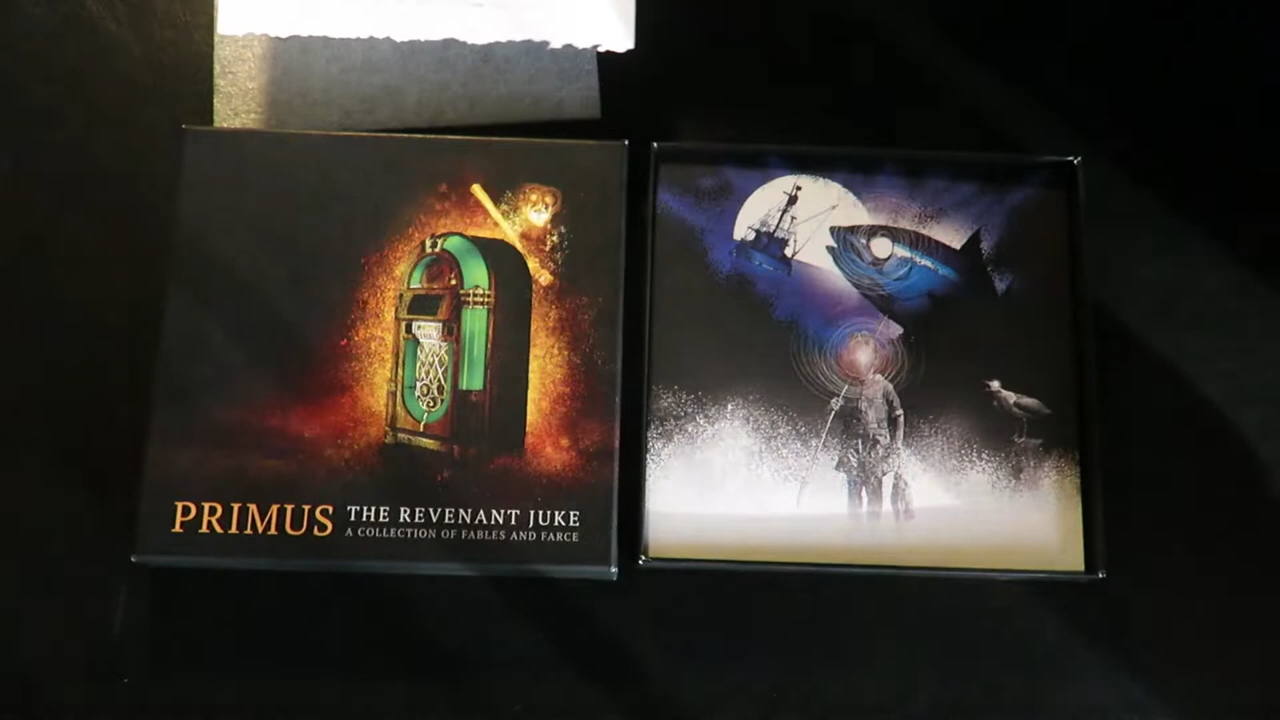 PRIMUS THE REVENANT JUKE
A COLLECTION OF FABLES AND FARCE